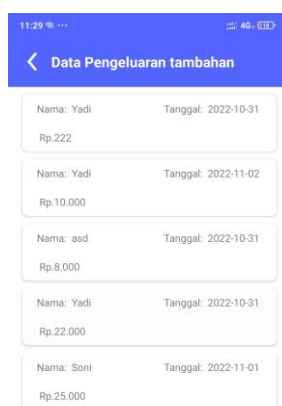 11:29 4G
Data Pengeluaran tambahan
Nama: Yadi Tanggal: 2022-10-31
Rp.222
Nama: Yadi Tanggal: 2022-11-02
Rp.10.000
Nama: asd Tanggal: 2022-10-31
Rp.8.000
Nama: Yadi Tanggal: 2022-10-31
Rp.22.000
Nama: Soni Tanggal: 2022-11-01
Rp.25.000